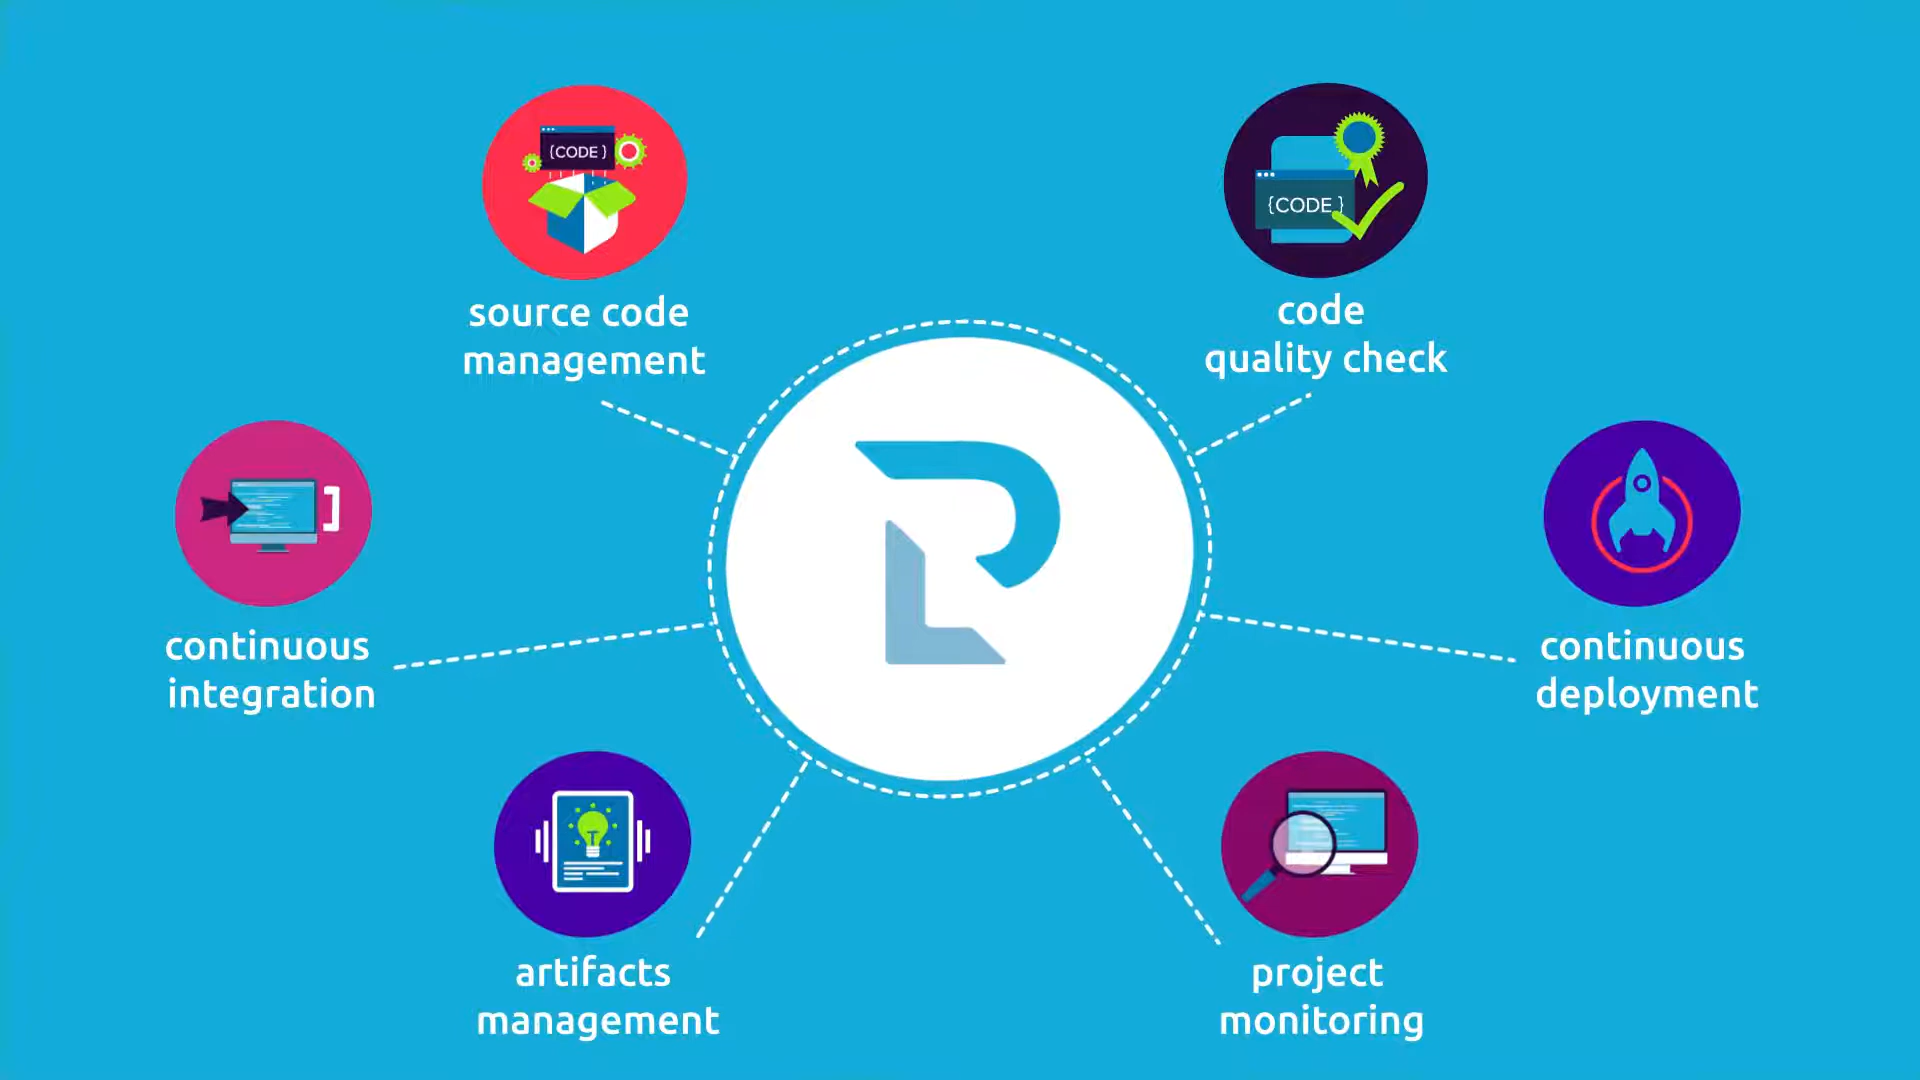 {CODE }
source code
management
{CODE }
code
quality check
continuous
integration
continuous
deployment
artifacts
management
project
monitoring